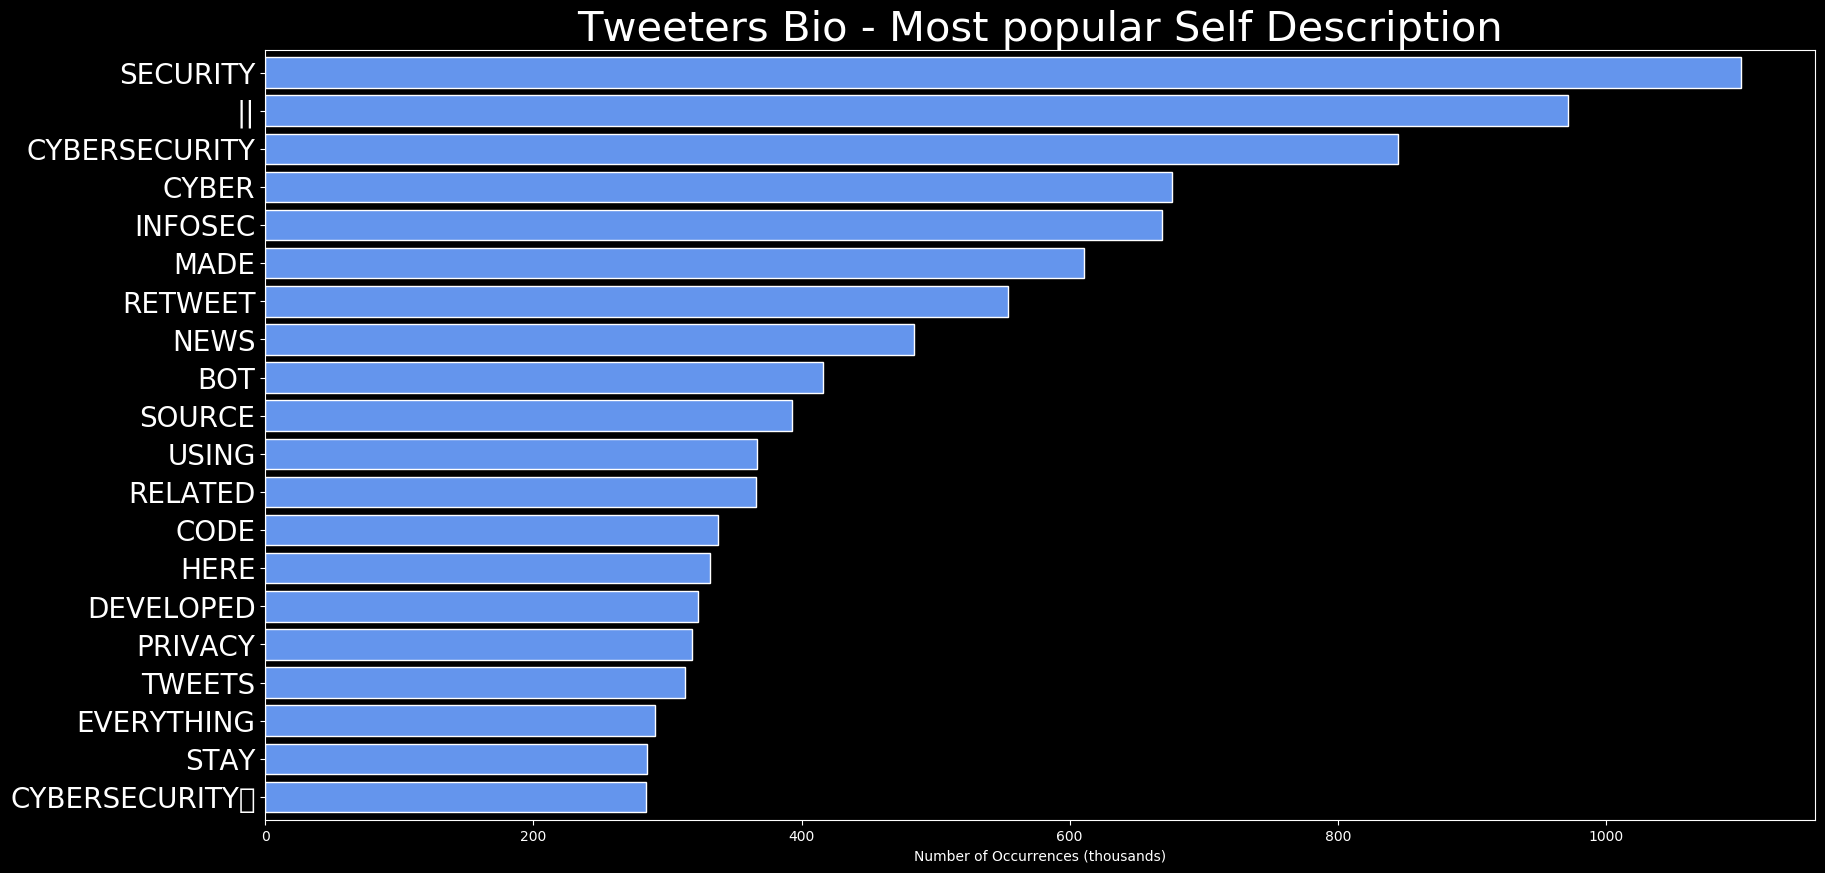 Tweeters Bio - Most popular Self Description
SECURITY
||
CYBERSECURITY
CYBER
INFOSEC
MADE
RETWEET
NEWS
BOT
SOURCE
USING
RELATED
CODE
HERE
DEVELOPED
PRIVACY
TWEETS
EVERYTHING
STAY
CYBERSECURITY▯
0 200 400 600 800 1000
Number of Occurrences (thousands)